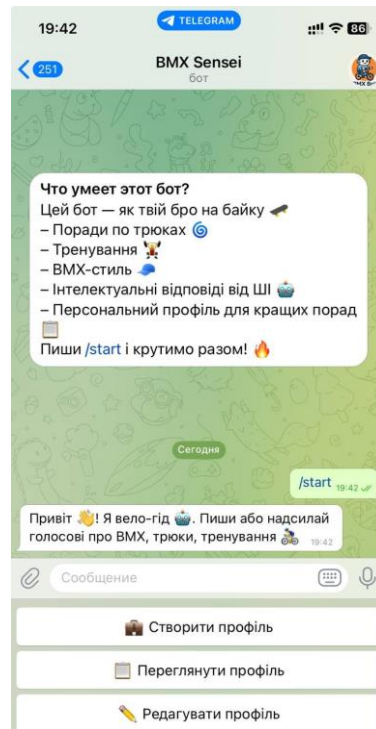 19:42
TELEGRAM
86
251
BMX Sensei
бот
Что умеет этот бот?
Цей бот — як твій бро на байку 🛹
– Поради по трюках 🌀
– Тренування 🏋️
– BMX-стиль 🧢
– Інтелектуальні відповіді від ШІ 🤖
– Персональний профіль для кращих порад
📋
Пиши /start і крутимо разом! 🔥
Сегодня
/start 19:42
Привіт 👋! Я вело-гід 🤖. Пиши або надсилай
голосові про BMX, трюки, тренування 🚴 19:42
Сообщение
💼 Створити профіль
📋 Переглянути профіль
✏️ Редагувати профіль